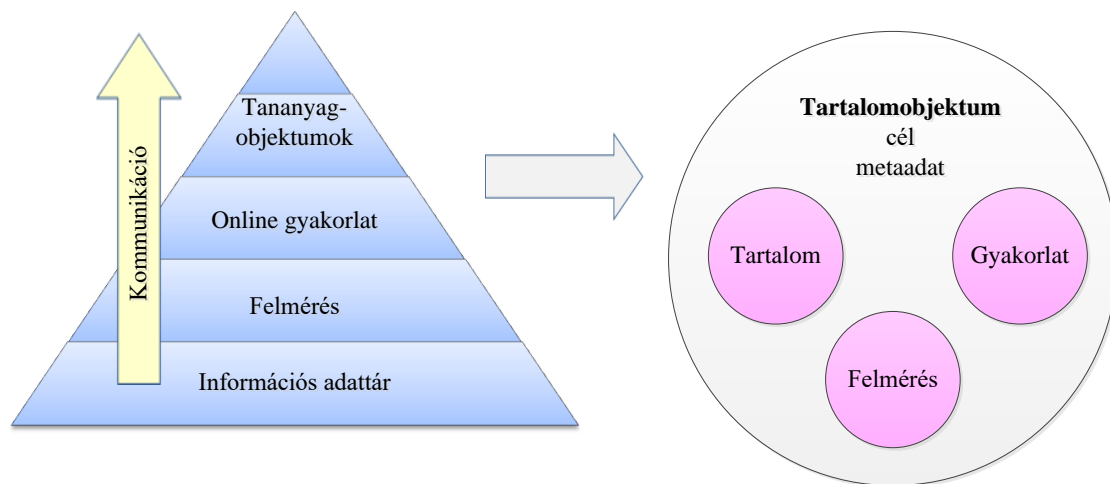 Kommunikáció
Tananyag-
objektumok
Online gyakorlat
Felmérés
Információs adattár
Tartalomobjektum
cél
metaadat
Tartalom
Gyakorlat
Felmérés